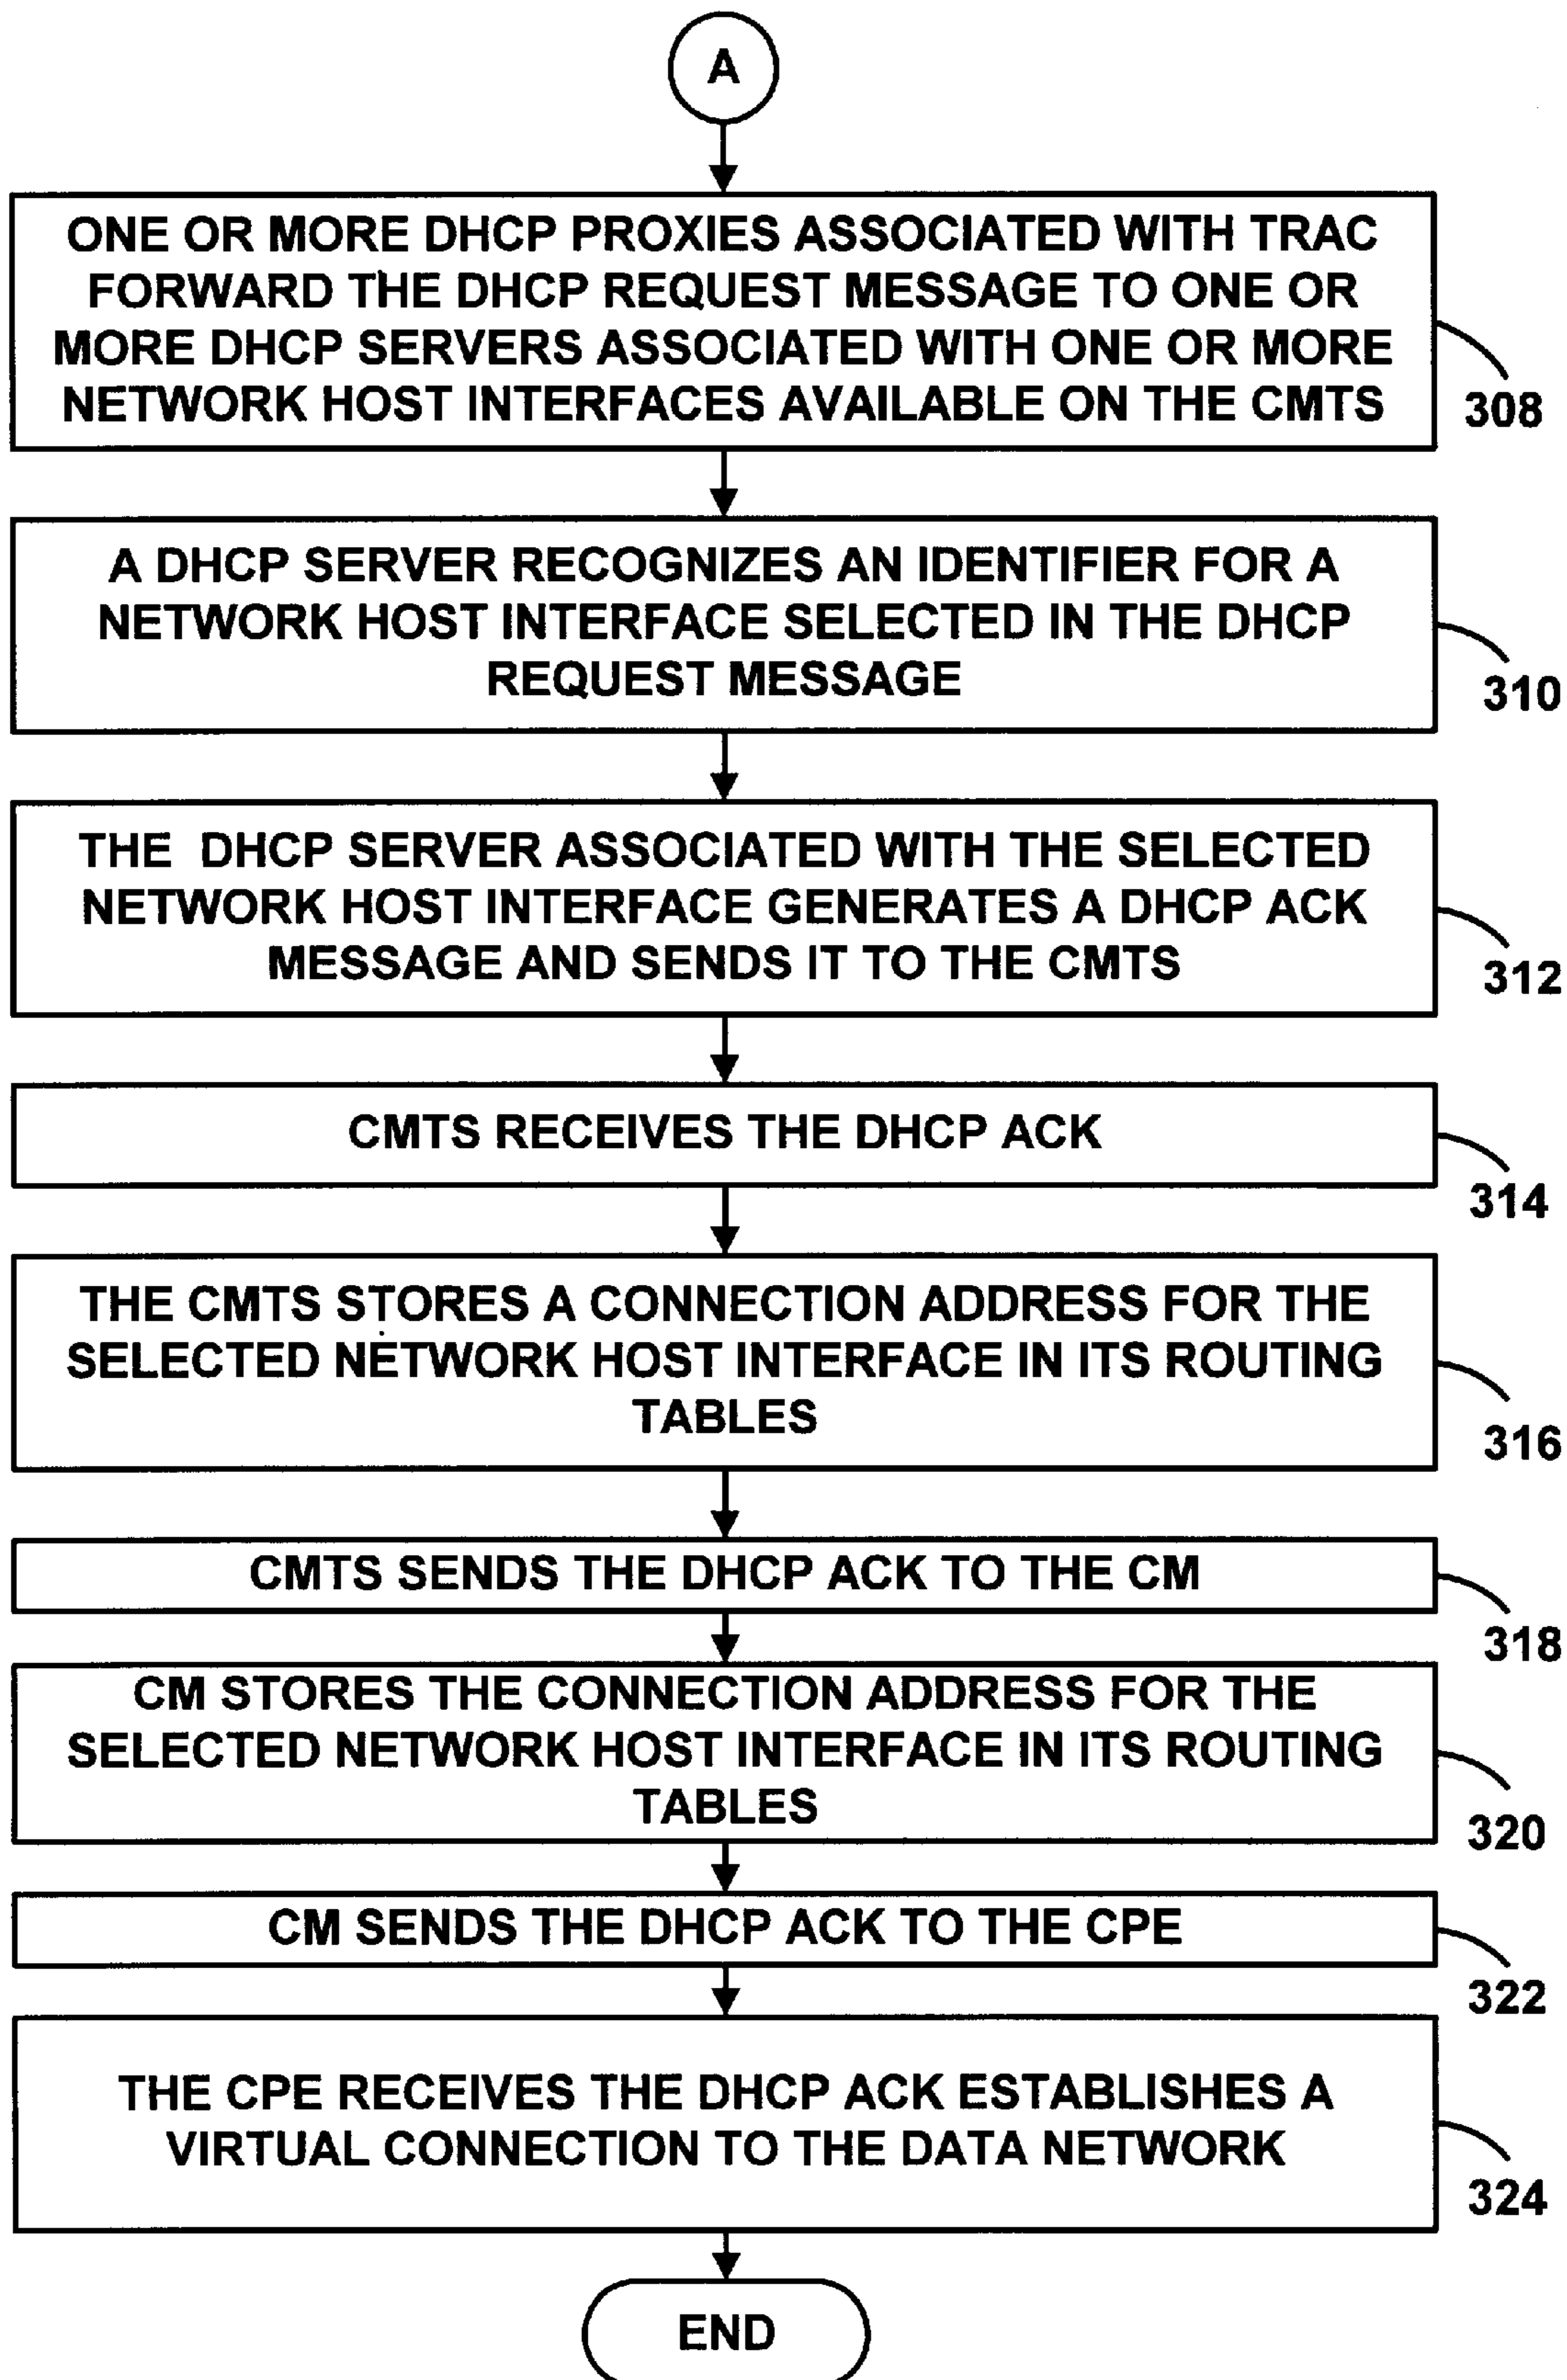 A
ONE OR MORE DHCP PROXIES ASSOCIATED WITH TRAC
FORWARD THE DHCP REQUEST MESSAGE TO ONE OR
MORE DHCP SERVERS ASSOCIATED WITH ONE OR MORE
NETWORK HOST INTERFACES AVAILABLE ON THE CMTS
308
A DHCP SERVER RECOGNIZES AN IDENTIFIER FOR A
NETWORK HOST INTERFACE SELECTED IN THE DHCP
REQUEST MESSAGE
310
THE DHCP SERVER ASSOCIATED WITH THE SELECTED
NETWORK HOST INTERFACE GENERATES A DHCP ACK
MESSAGE AND SENDS IT TO THE CMTS
312
CMTS RECEIVES THE DHCP ACK
314
THE CMTS STORES A CONNECTION ADDRESS FOR THE
SELECTED NETWORK HOST INTERFACE IN ITS ROUTING
TABLES
316
CMTS SENDS THE DHCP ACK TO THE CM
318
CM STORES THE CONNECTION ADDRESS FOR THE
SELECTED NETWORK HOST INTERFACE IN ITS ROUTING
TABLES
320
CM SENDS THE DHCP ACK TO THE CPE
322
THE CPE RECEIVES THE DHCP ACK ESTABLISHES A
VIRTUAL CONNECTION TO THE DATA NETWORK
324
END